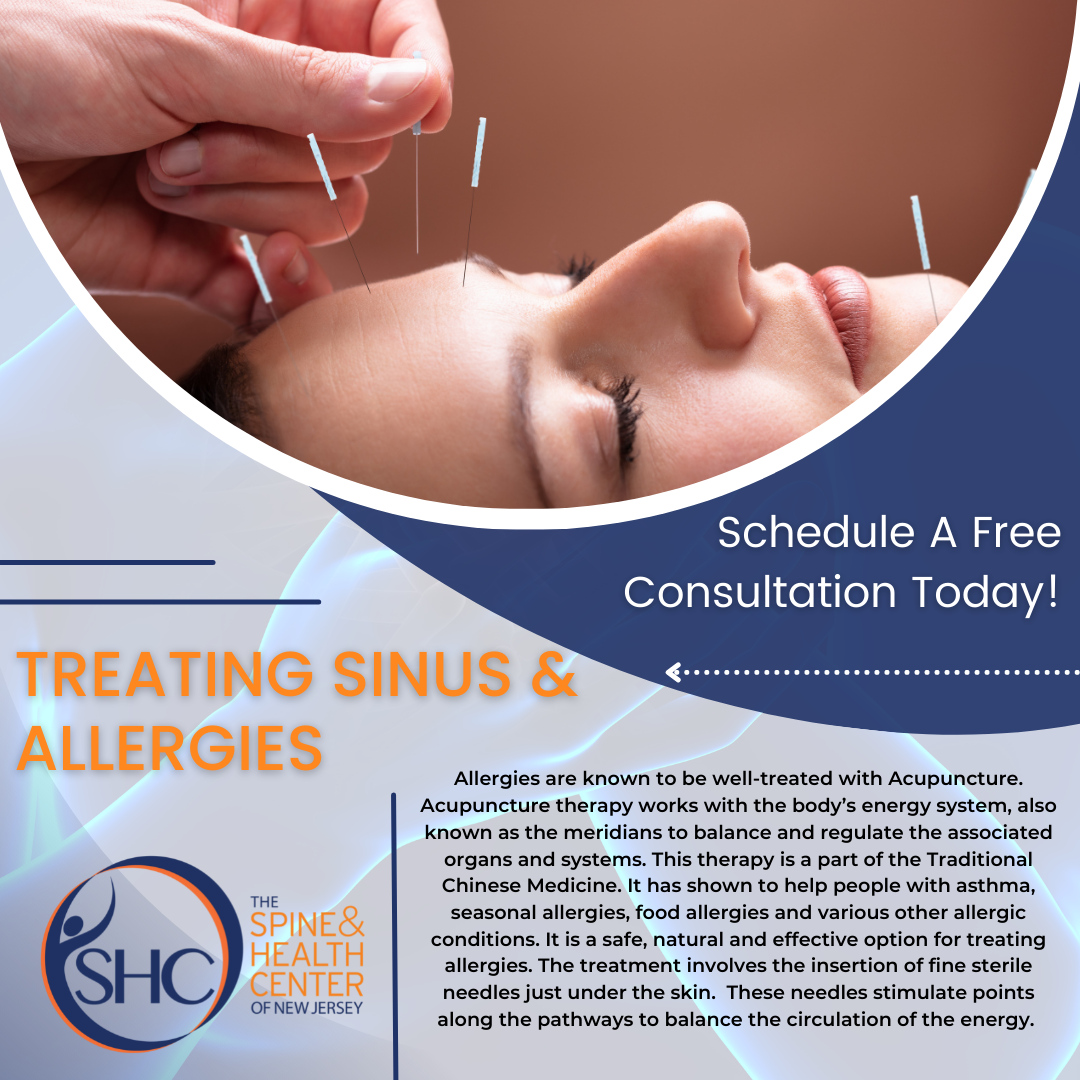 Schedule A Free
Consultation Today!
TREATING SINUS &
ALLERGIES
Allergies are known to be well-treated with Acupuncture.
Acupuncture therapy works with the body’s energy system, also
known as the meridians to balance and regulate the associated
organs and systems. This therapy is a part of the Traditional
Chinese Medicine. It has shown to help people with asthma,
seasonal allergies, food allergies and various other allergic
conditions. It is a safe, natural and effective option for treating
allergies. The treatment involves the insertion of fine sterile
needles just under the skin.  These needles stimulate points
along the pathways to balance the circulation of the energy.
SHC
THE
SPINE&
HEALTH
CENTER
OF NEW JERSEY